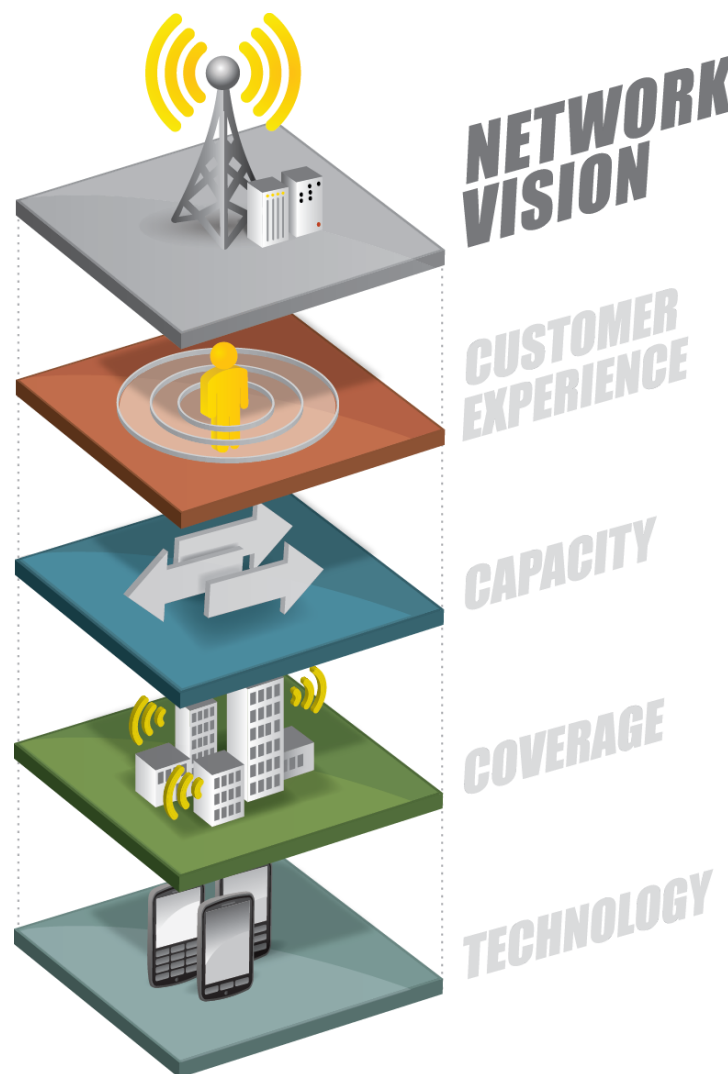 NETWORK
VISION
CUSTOMER
EXPERIENCE
CAPACITY
COVERAGE
TECHNOLOGY